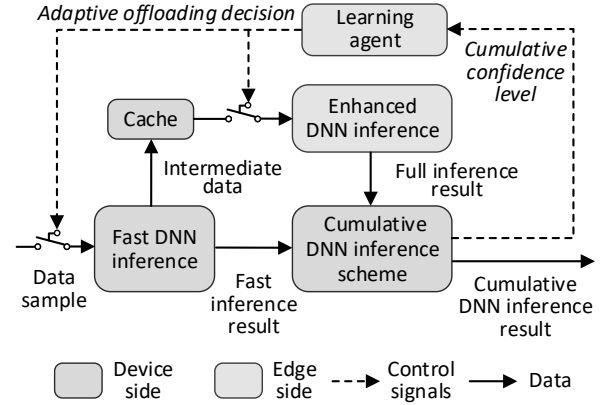 Adaptive offloading decision
Learning
agent
Cumulative
confidence
level
Cache
Enhanced
DNN inference
Intermediate
data
Full inference
result
Fast DNN
inference
Cumulative
DNN inference
scheme
Data
sample
Fast
inference
result
Cumulative
DNN inference
result
Device
side
Edge
side
Control
signals
Data